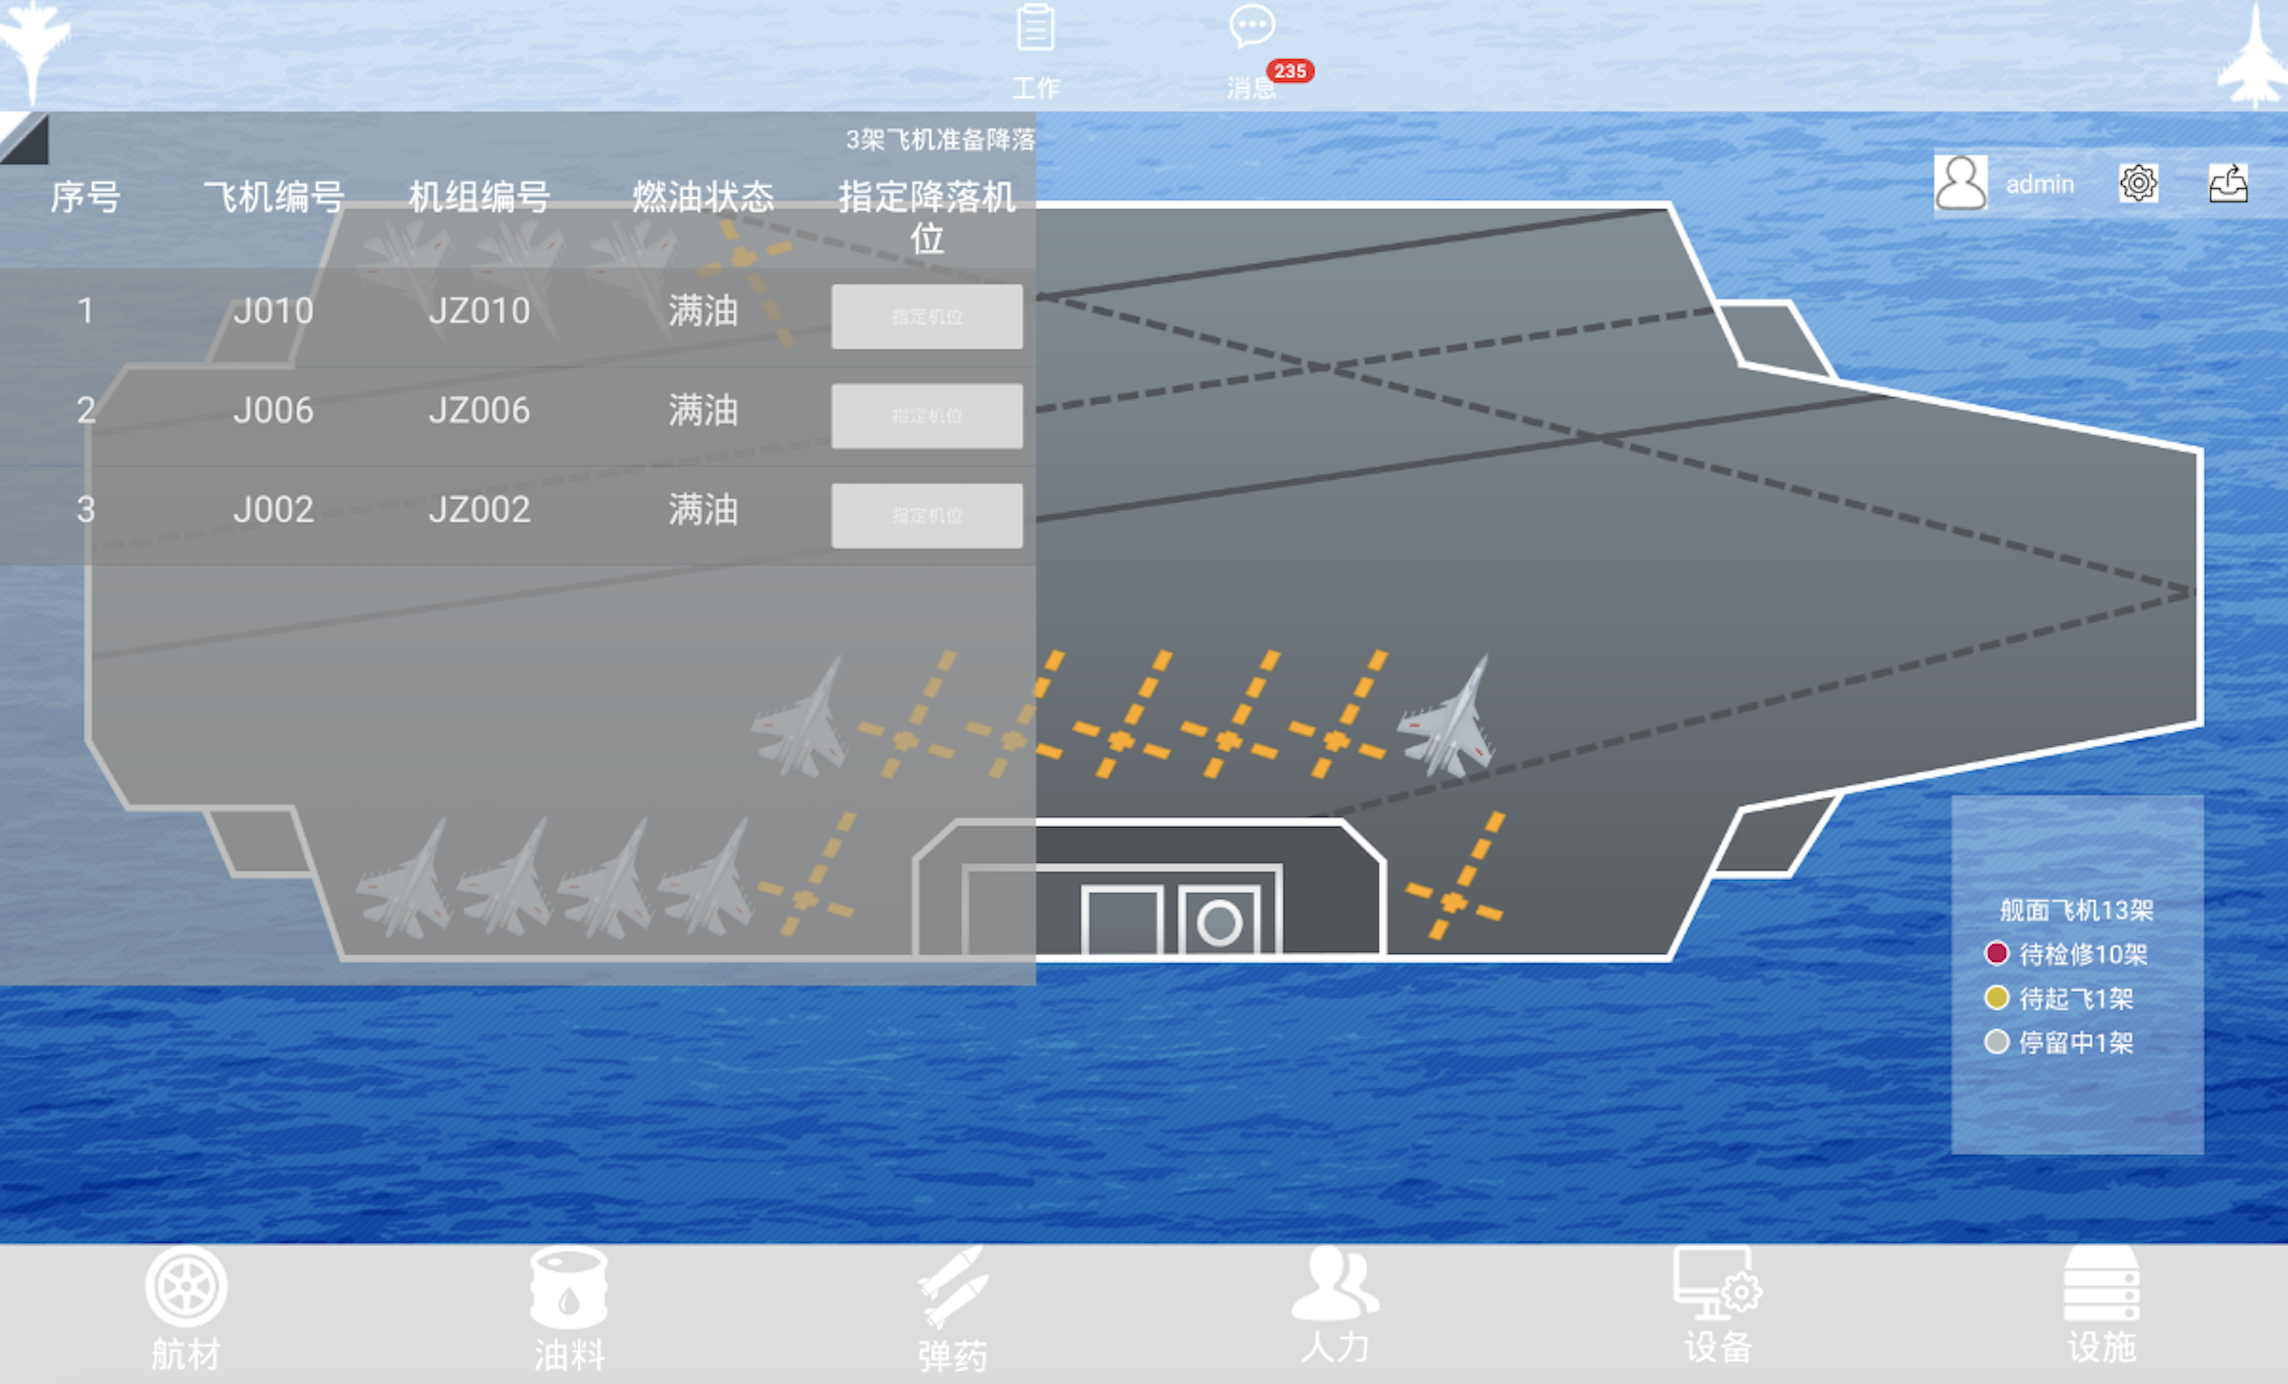 工作
消息
235
3架飞机准备降落
admin
序号 飞机编号 机组编号 燃油状态 指定降落机
位
1 J010 JZ010 满油 指定机位
2 J006 JZ006 满油 指定机位
3 J002 JZ002 满油 指定机位
舰面飞机13架
待检修10架
待起飞1架
停留中1架
航材 油料 弹药 人力 设备 设施